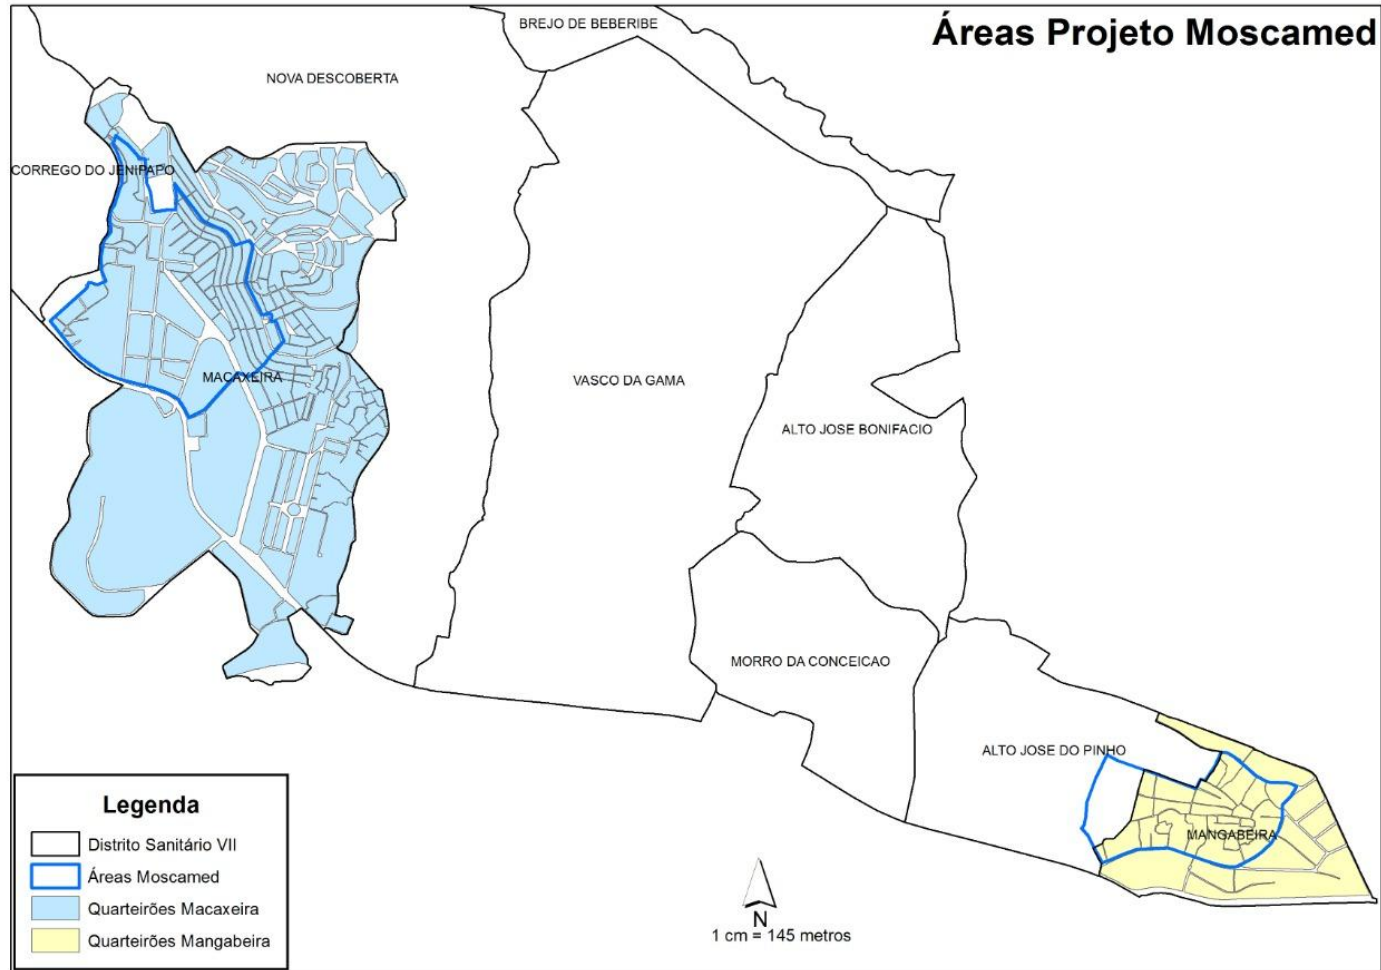 Áreas Projeto Moscamed
BREJO DE BEBERIBE
NOVA DESCOBERTA
CORREGO DO JENIPAPO
MACAXEIRA
VASCO DA GAMA
ALTO JOSE BONIFACIO
MORRO DA CONCEICAO
ALTO JOSE DO PINHO
MANGABEIRA
Legenda
Distrito Sanitário VII
Áreas Moscamed
Quarteirões Macaxeira
Quarteirões Mangabeira
N
1 cm = 145 metros